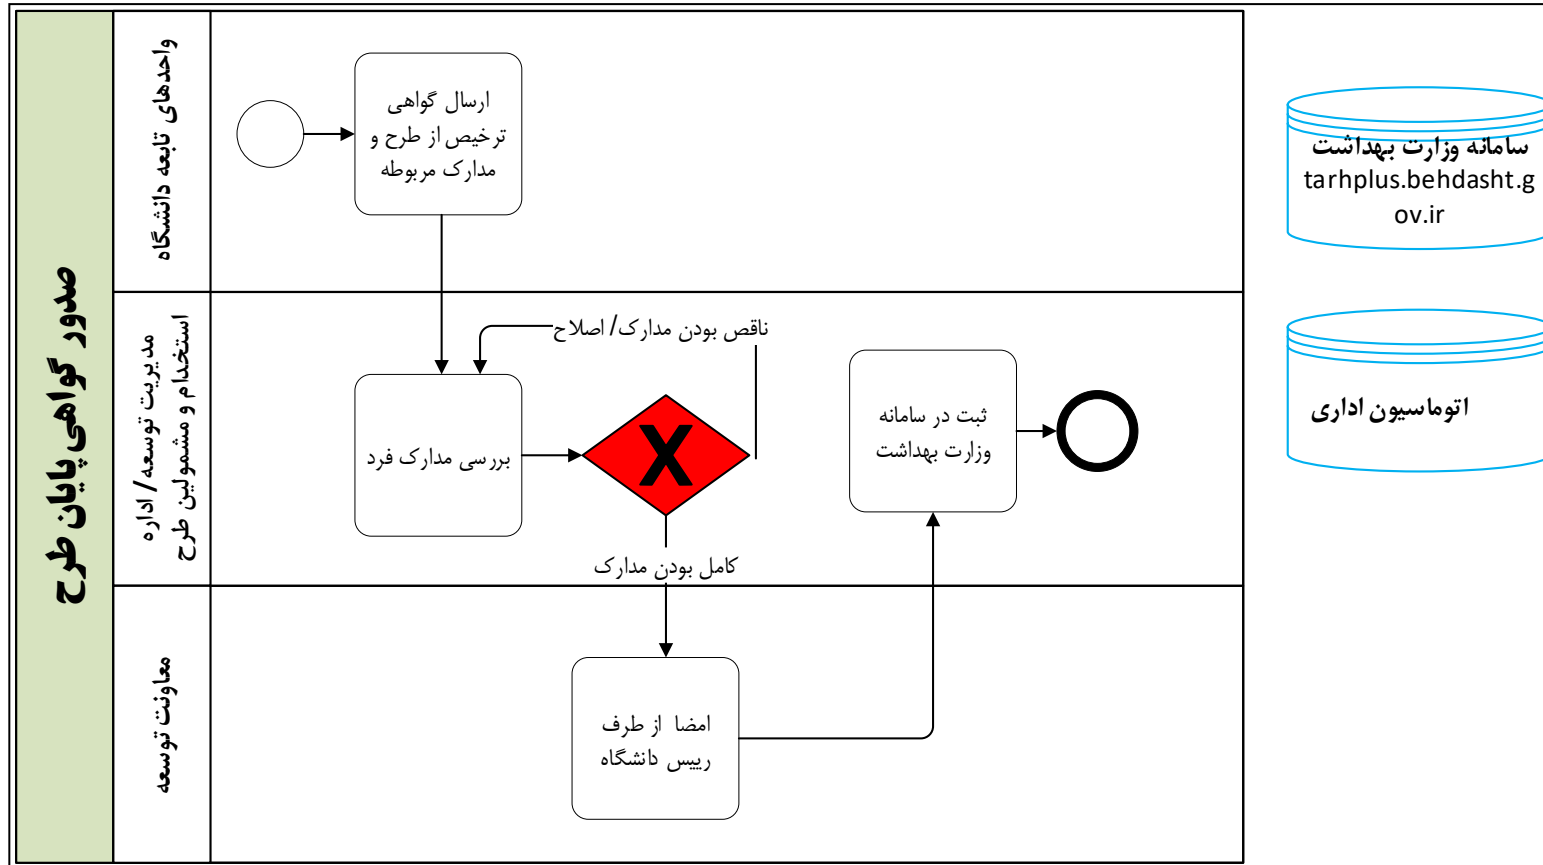 صدور گواهی پایان طرح
واحدهای تابعه دانشگاه
ارسال گواهی
ترخیص از طرح و
مدارک مربوطه
مدیریت توسعه/ اداره
استخدام و مشمولین طرح
ناقص بودن مدارک/ اصلاح
بررسی مدارک فرد
X
کامل بودن مدارک
ثبت در سامانه
وزارت بهداشت
معاونت توسعه
امضا از طرف
رییس دانشگاه
سامانه وزارت بهداشت
tarhplus.behdasht.g
ov.ir
اتوماسیون اداری